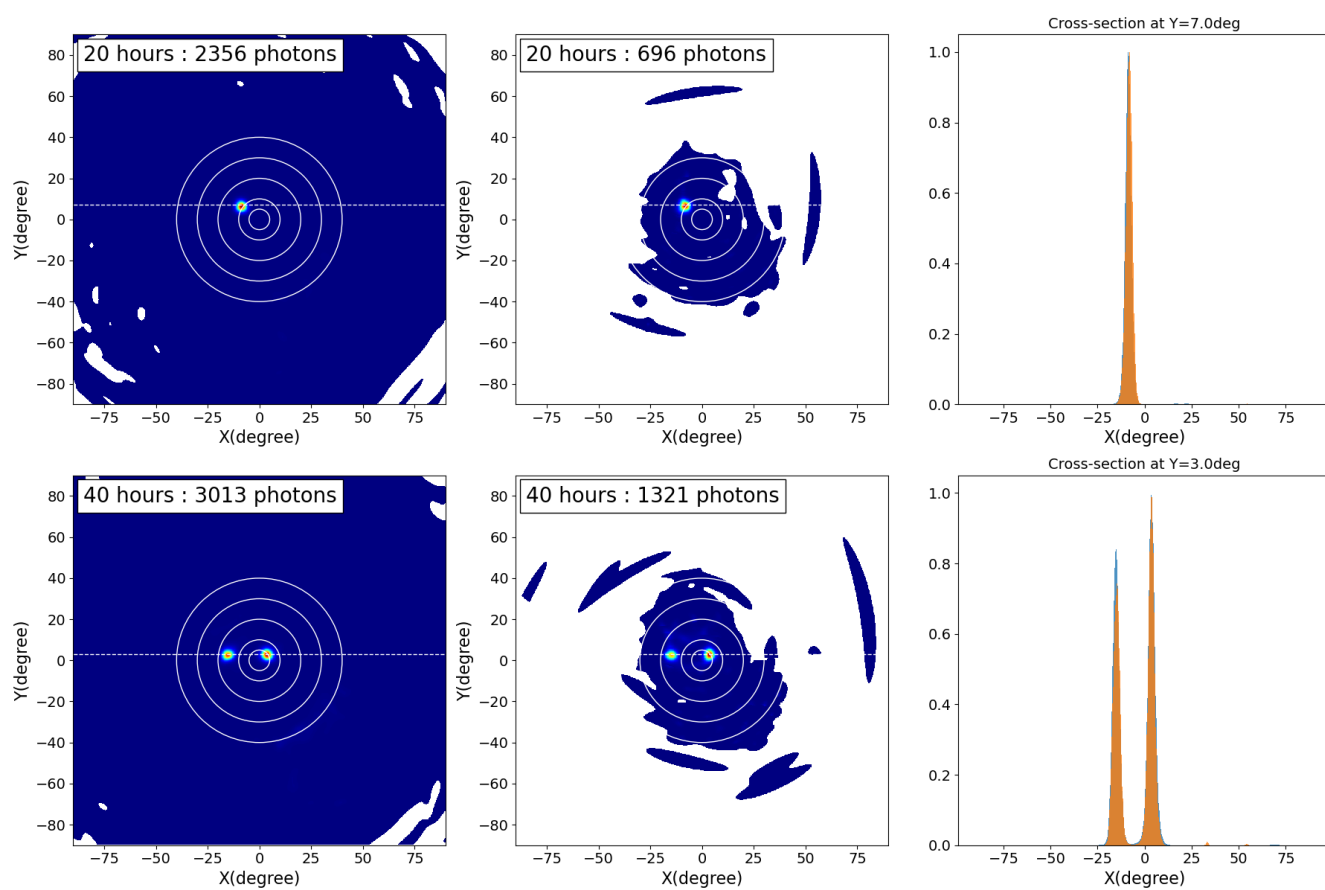 20 hours : 2356 photons
80
60
40
20
0
−20
−40
−60
−80
Y(degree)
−75 −50 −25 0 25 50 75
X(degree)
20 hours : 696 photons
80
60
40
20
0
−20
−40
−60
−80
Y(degree)
−75 −50 −25 0 25 50 75
X(degree)
Cross-section at Y=7.0deg
1.0
0.8
0.6
0.4
0.2
0.0
−75 −50 −25 0 25 50 75
X(degree)
40 hours : 3013 photons
80
60
40
20
0
−20
−40
−60
−80
Y(degree)
−75 −50 −25 0 25 50 75
X(degree)
40 hours : 1321 photons
80
60
40
20
0
−20
−40
−60
−80
Y(degree)
−75 −50 −25 0 25 50 75
X(degree)
Cross-section at Y=3.0deg
1.0
0.8
0.6
0.4
0.2
0.0
−75 −50 −25 0 25 50 75
X(degree)